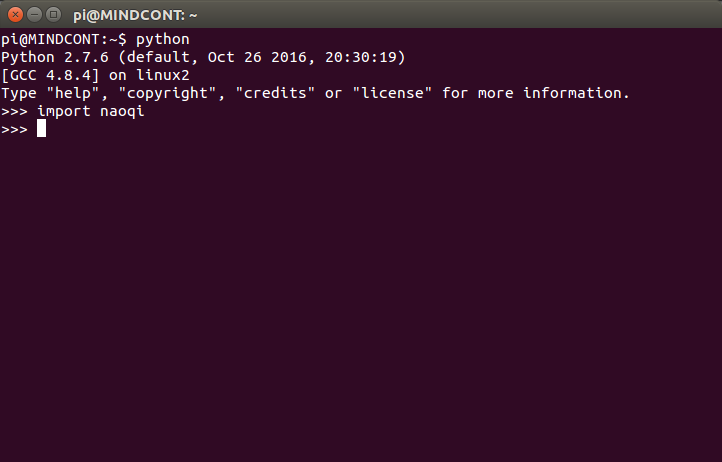 pi@MINDCONT: ~
pi@MINDCONT:~$ python
Python 2.7.6 (default, Oct 26 2016, 20:30:19)
[GCC 4.8.4] on linux2
Type "help", "copyright", "credits" or "license" for more information.
>>> import naoqi
>>>